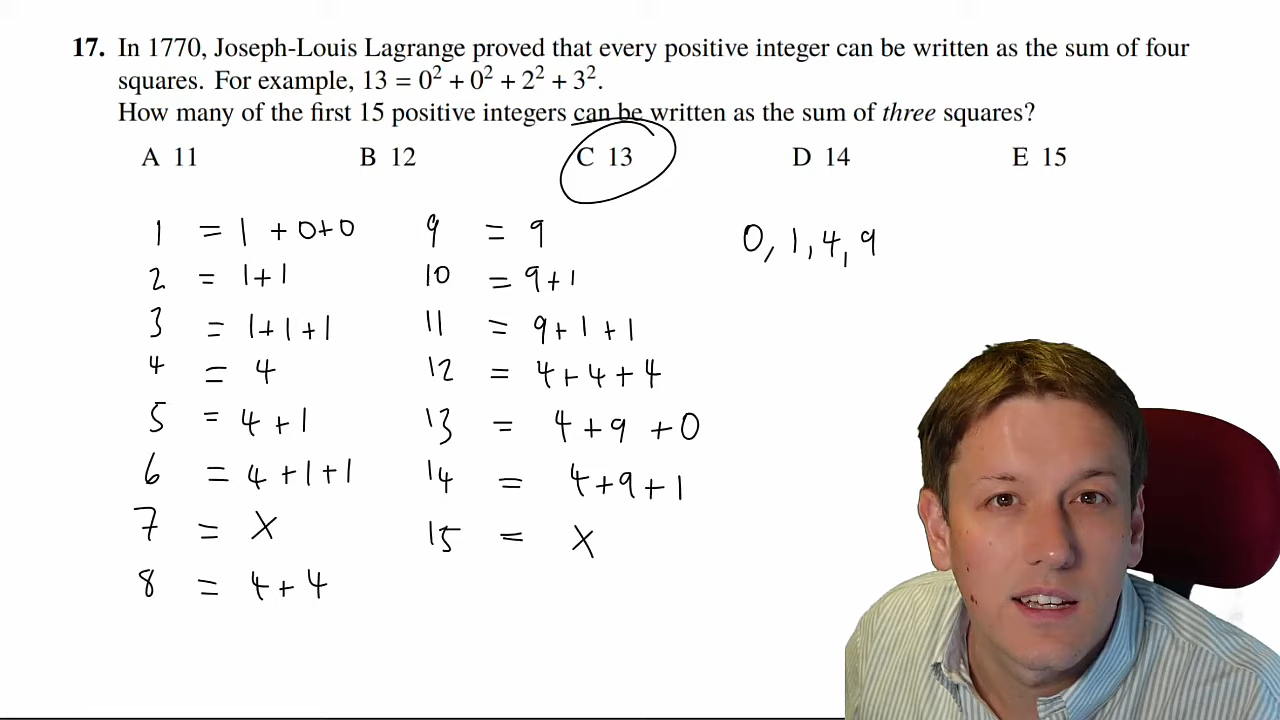 17. In 1770, Joseph-Louis Lagrange proved that every positive integer can be written as the sum of four
squares. For example, 13 = 0² + 0² + 2² + 3².
How many of the first 15 positive integers can be written as the sum of three squares?
A 11 B 12 C 13 D 14 E 15
1 = 1 + 0 + 0
2 = 1 + 1
3 = 1 + 1 + 1
4 = 4
5 = 4 + 1
6 = 4 + 1 + 1
7 = X
8 = 4 + 4
9 = 9
10 = 9 + 1
11 = 9 + 1 + 1
12 = 4 + 4 + 4
13 = 4 + 9 + 0
14 = 4 + 9 + 1
15 = X
0, 1, 4, 9